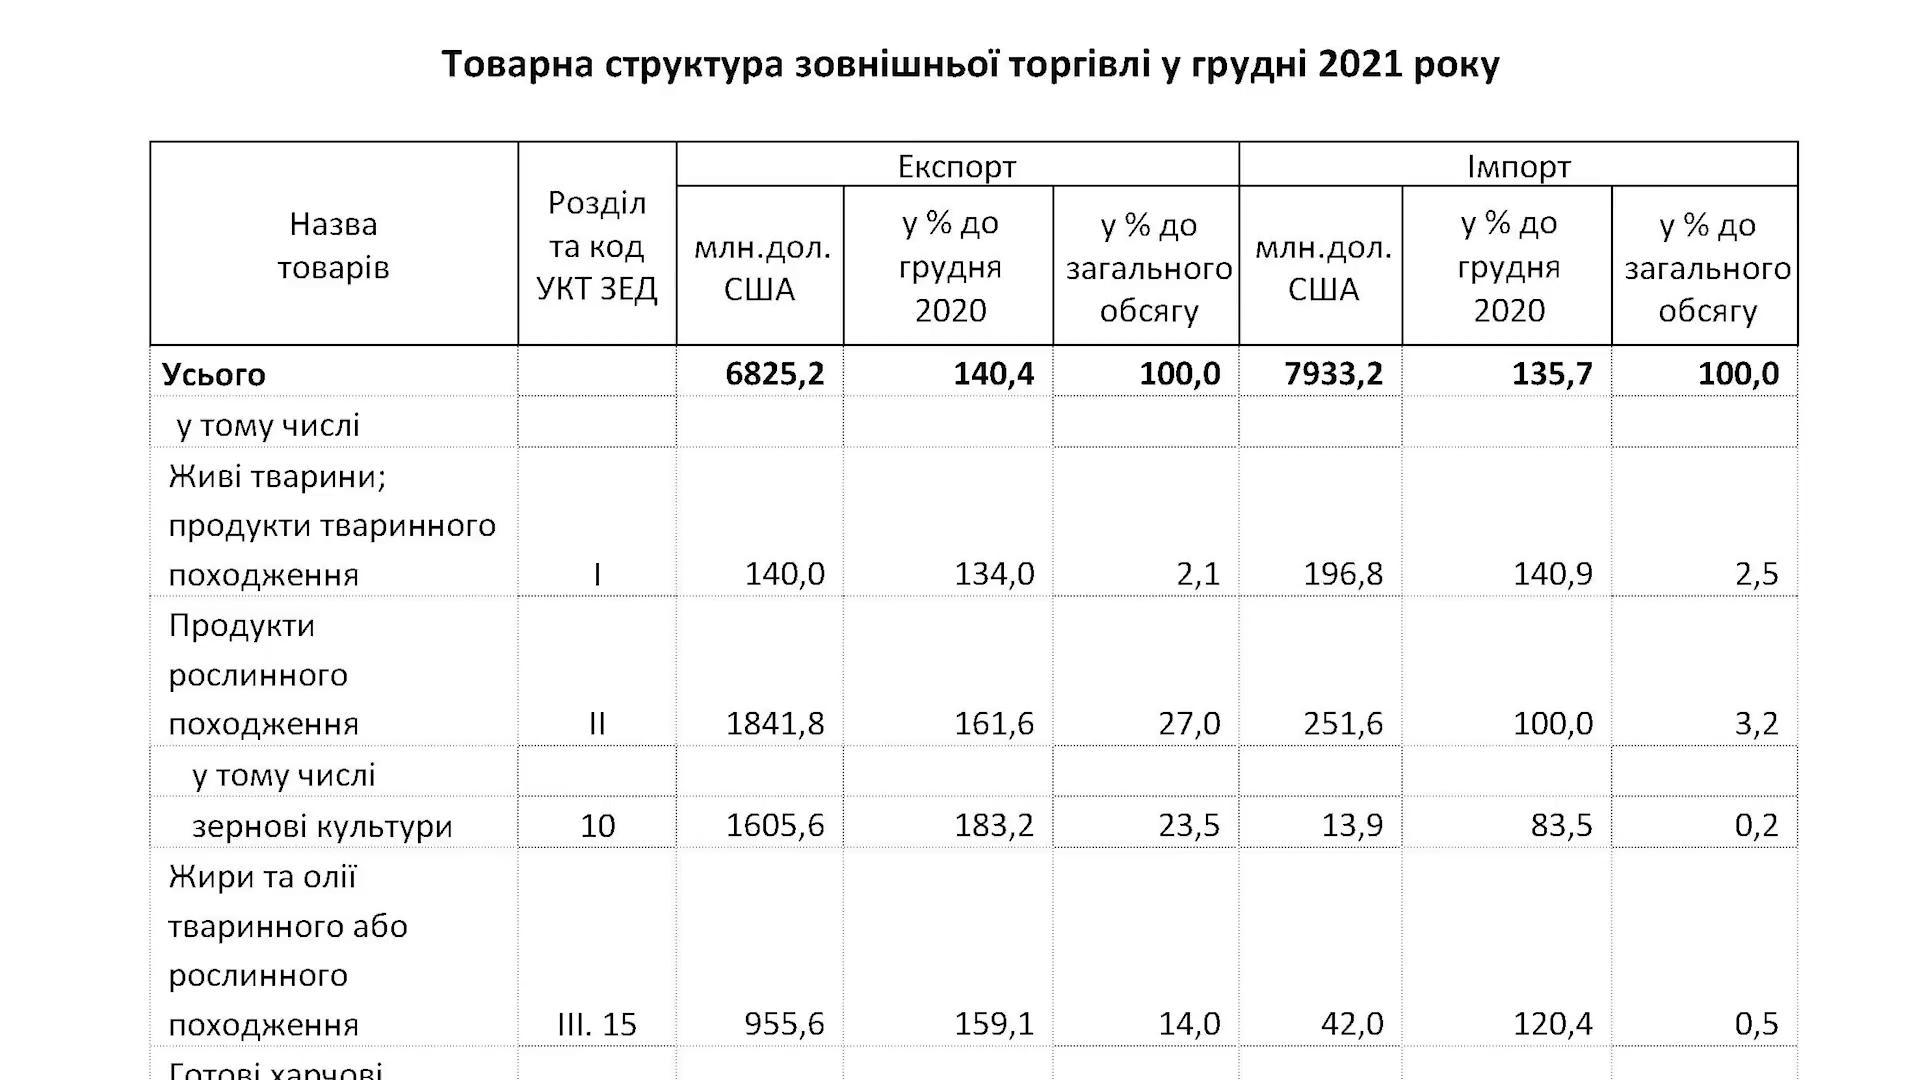 Товарна структура зовнішньої торгівлі у грудні 2021 року
Назва
товарів
Розділ
та код
УКТ ЗЕД
Експорт
Імпорт
млн.дол.
США
у % до
грудня
2020
у % до
загального
обсягу
млн.дол.
США
у % до
грудня
2020
у % до
загального
обсягу
Усього 6825,2 140,4 100,0 7933,2 135,7 100,0
у тому числі
Живі тварини;
продукти тваринного
походження I 140,0 134,0 2,1 196,8 140,9 2,5
Продукти
рослинного
походження II 1841,8 161,6 27,0 251,6 100,0 3,2
у тому числі
зернові культури 10 1605,6 183,2 23,5 13,9 83,5 0,2
Жири та олії
тваринного або
рослинного
походження III. 15 955,6 159,1 14,0 42,0 120,4 0,5
Готові харчові